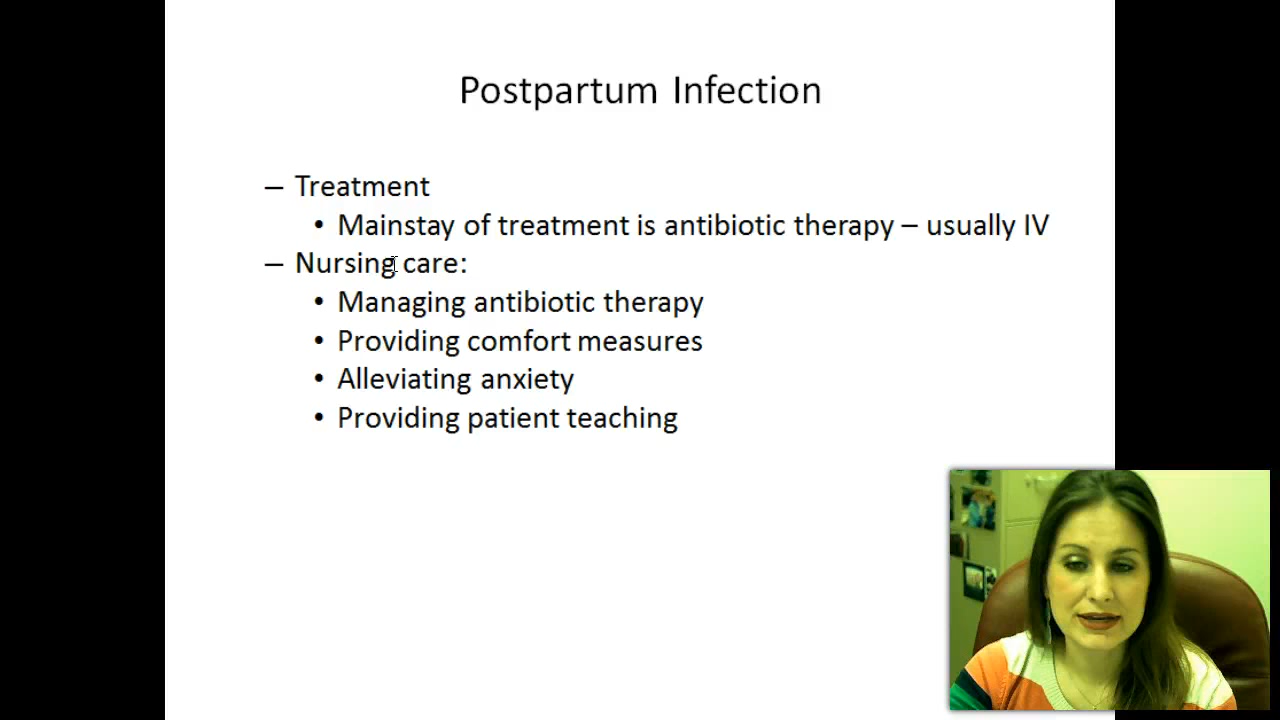 Postpartum Infection
– Treatment
• Mainstay of treatment is antibiotic therapy – usually IV
– Nursing care:
• Managing antibiotic therapy
• Providing comfort measures
• Alleviating anxiety
• Providing patient teaching